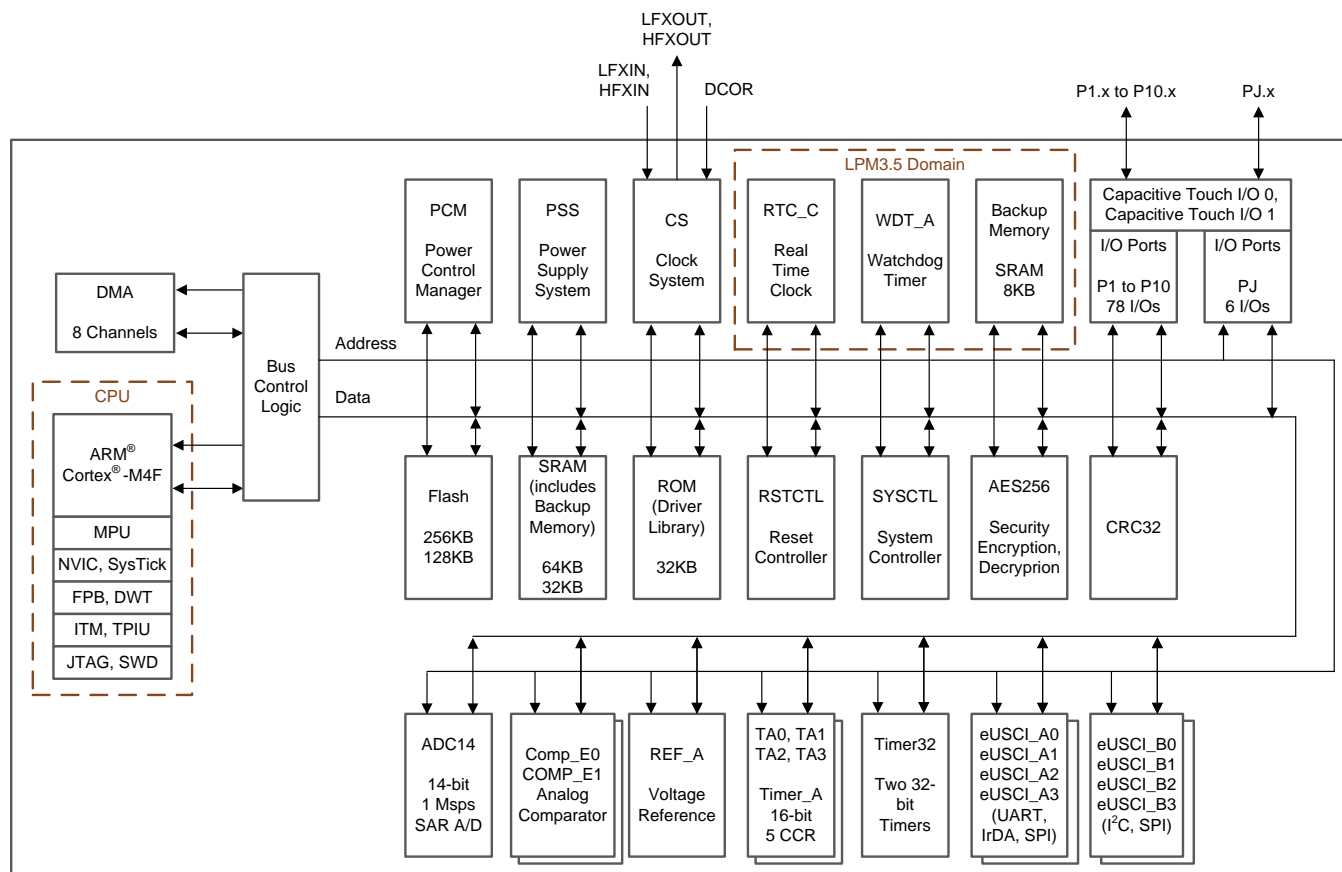 LFXOUT,
HFXOUT
LFXIN,
HFXIN
DCOR
P1.x to P10.x
PJ.x
LPM3.5 Domain
PCM
Power
Control
Manager
PSS
Power
Supply
System
CS
Clock
System
RTC_C
Real
Time
Clock
WDT_A
Watchdog
Timer
Backup
Memory
SRAM
8KB
Capacitive Touch I/O 0,
Capacitive Touch I/O 1
I/O Ports
P1 to P10
78 I/Os
I/O Ports
PJ
6 I/Os
DMA
8 Channels
Bus
Control
Logic
Address
Data
CPU
ARM®
Cortex®-M4F
MPU
NVIC, SysTick
FPB, DWT
ITM, TPIU
JTAG, SWD
Flash
256KB
128KB
SRAM
(includes
Backup
Memory)
64KB
32KB
ROM
(Driver
Library)
32KB
RSTCTL
Reset
Controller
SYSCTL
System
Controller
AES256
Security
Encryption,
Decryprion
CRC32
ADC14
14-bit
1 Msps
SAR A/D
Comp_E0
COMP_E1
Analog
Comparator
REF_A
Voltage
Reference
TA0, TA1
TA2, TA3
Timer_A
16-bit
5 CCR
Timer32
Two 32-
bit
Timers
eUSCI_A0
eUSCI_A1
eUSCI_A2
eUSCI_A3
(UART,
IrDA, SPI)
eUSCI_B0
eUSCI_B1
eUSCI_B2
eUSCI_B3
(I²C, SPI)